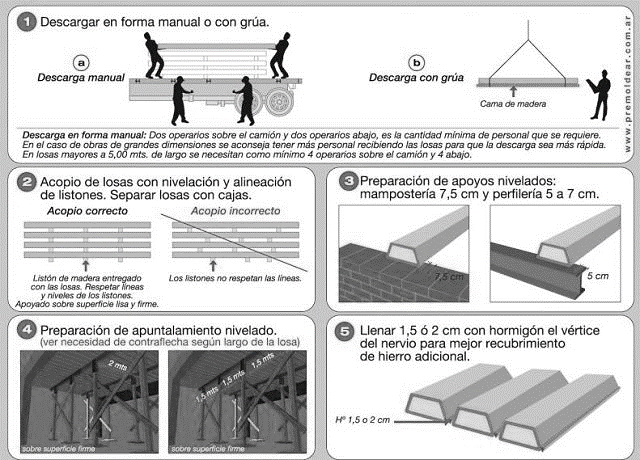 1 Descargar en forma manual o con grúa.
a
Descarga manual
b
Descarga con grúa
Cama de madera
www.premoldear.com.ar
Descarga en forma manual: Dos operarios sobre el camión y dos operarios abajo, es la cantidad mínima de personal que se requiere.
En el caso de obras de grandes dimensiones se aconseja tener más personal recibiendo las losas para que la descarga sea más rápida.
En losas mayores a 5,00 mts. de largo se necesitan como mínimo 4 operarios sobre el camión y 4 abajo.
2 Acopio de losas con nivelación y alineación
de listones. Separar losas con cajas.
Acopio correcto
Acopio incorrecto
Listón de madera entregado
con las losas. Respetar líneas
y niveles de los listones.
Apoyado sobre superficie lisa y firme.
Los listones no respetan las líneas.
3 Preparación de apoyos nivelados:
mampostería 7,5 cm y perfilería 5 a 7 cm.
7,5 cm
5 cm
4 Preparación de apuntalamiento nivelado.
(ver necesidad de contraflecha según largo de la losa)
2 mts
sobre superficie firme
1,5 mts
1,5 mts
1,5 mts
sobre superficie firme
5 Llenar 1,5 ó 2 cm con hormigón el vértice
del nervio para mejor recubrimiento
de hierro adicional.
Hº 1,5 o 2 cm